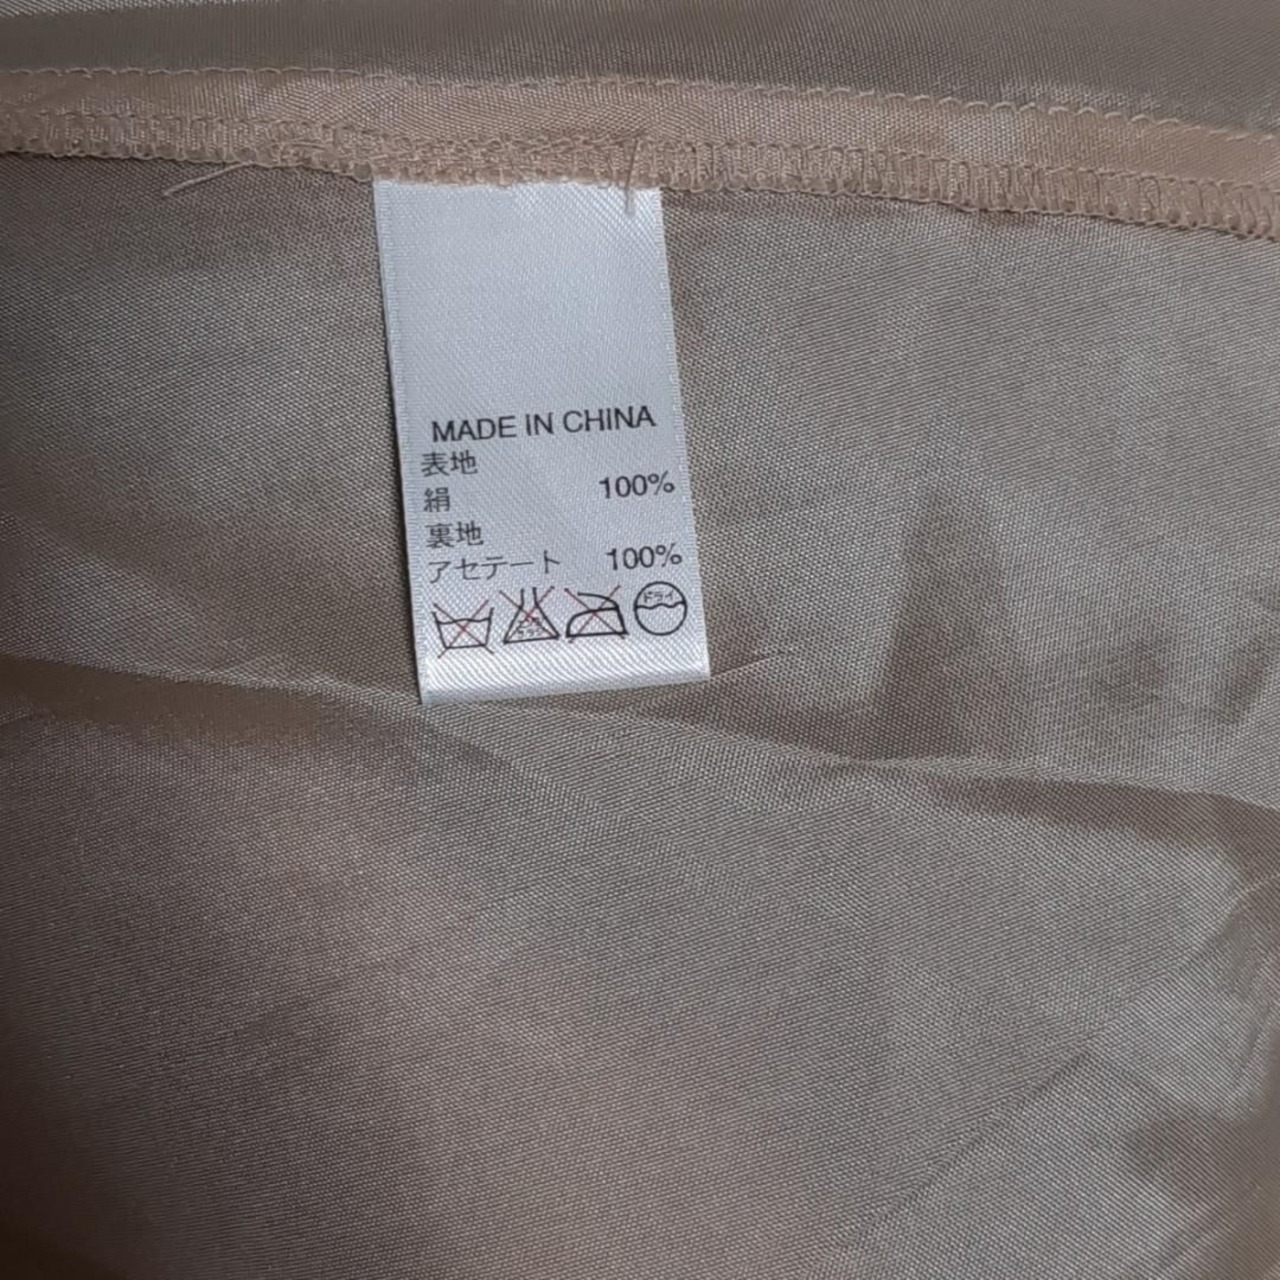 MADE IN CHINA
表地
絹 100%
裏地
アセテート 100%
ドライ